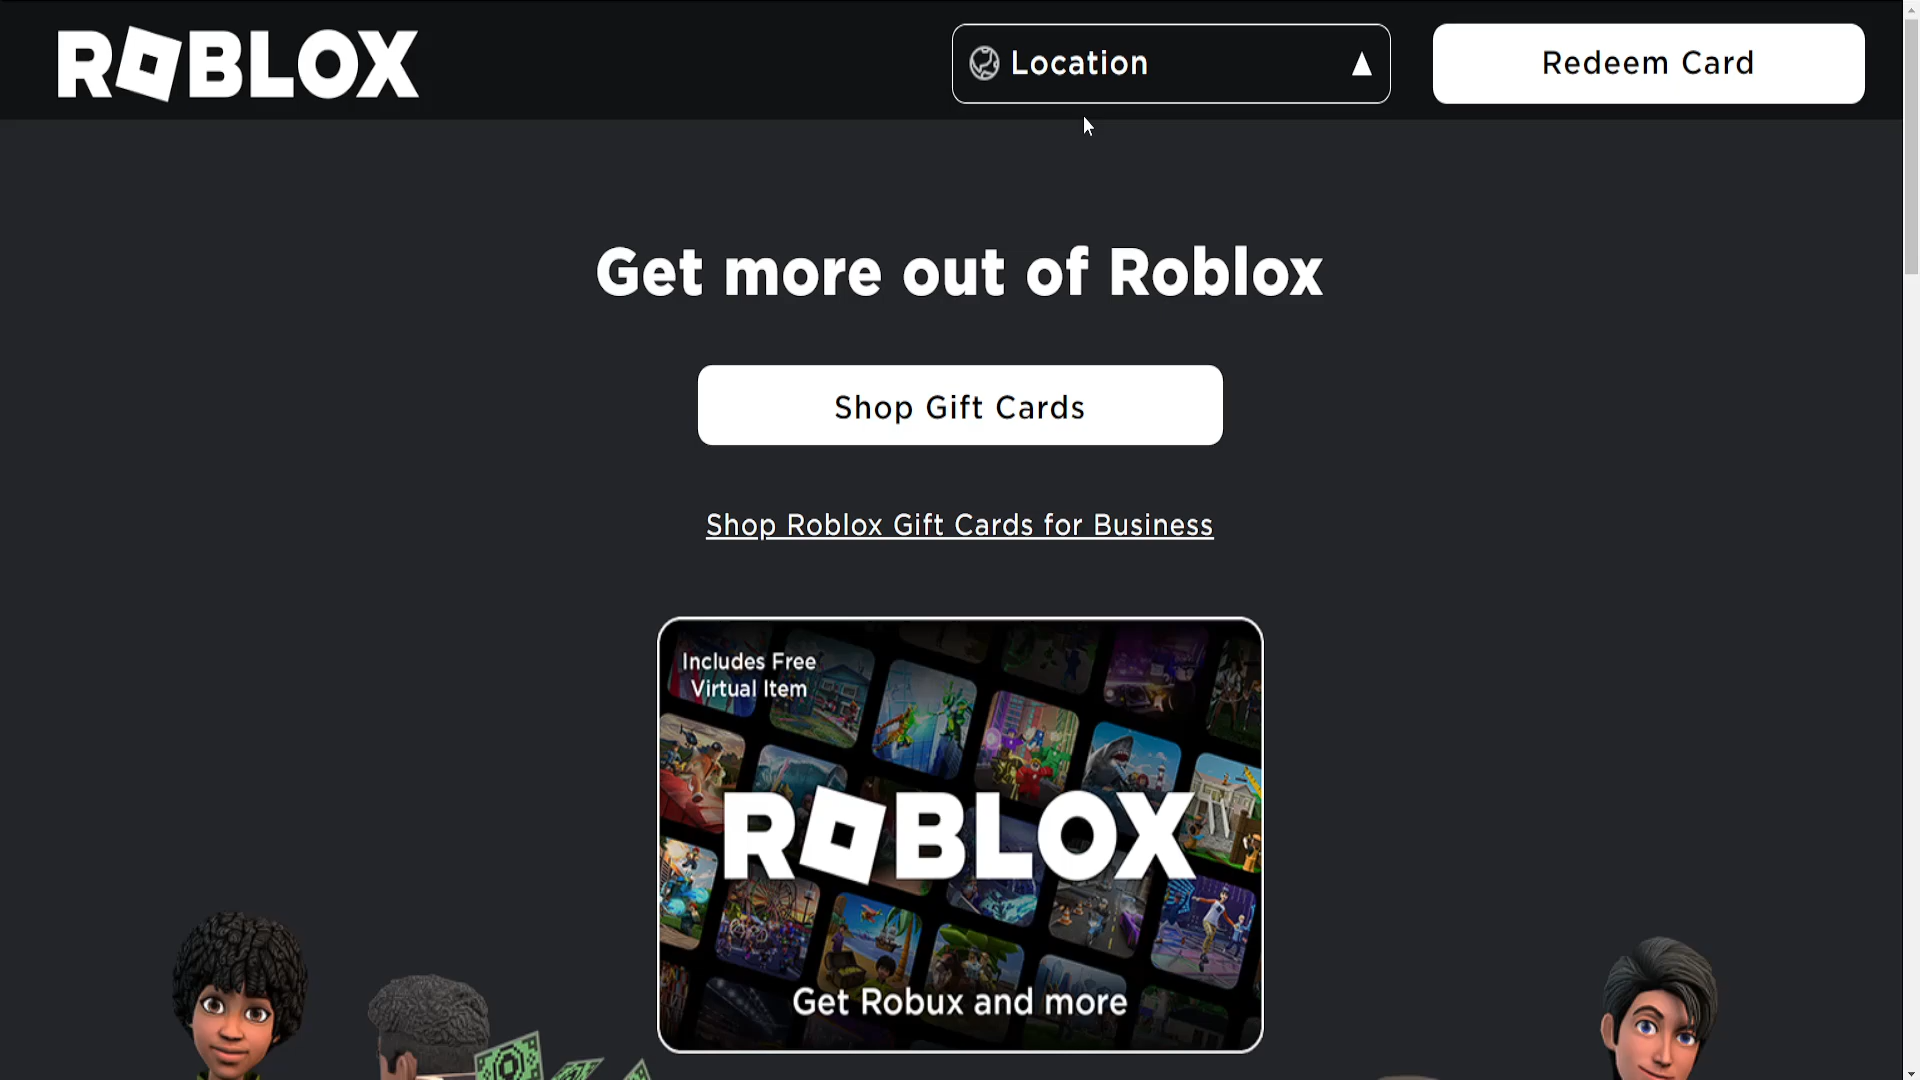 ROBLOX
Location
Redeem Card
Get more out of Roblox
Shop Gift Cards
Shop Roblox Gift Cards for Business
Includes Free
Virtual Item
ROBLOX
Get Robux and more